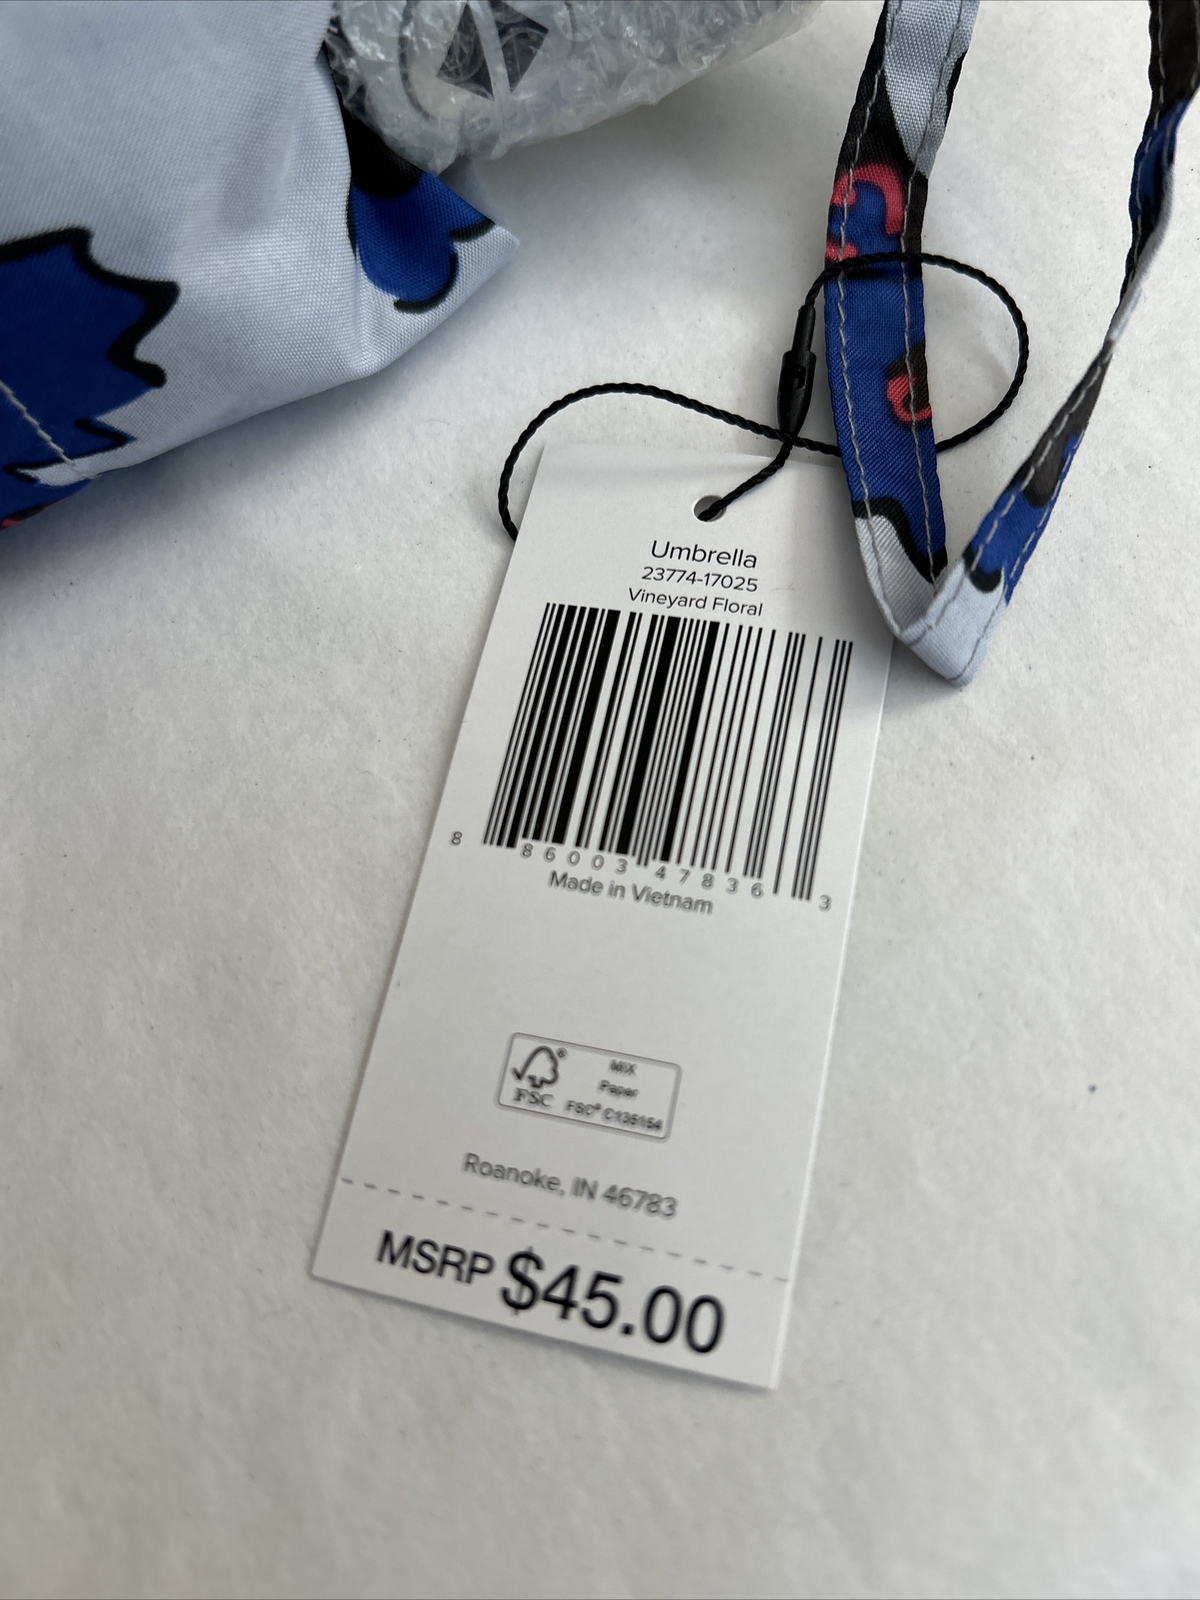 Umbrella
23774-17025
Vineyard Floral
8 86003 47836 3
Made in Vietnam
FSC®
MIX
Paper
FSC® C135154
Roanoke, IN 46783
MSRP $45.00